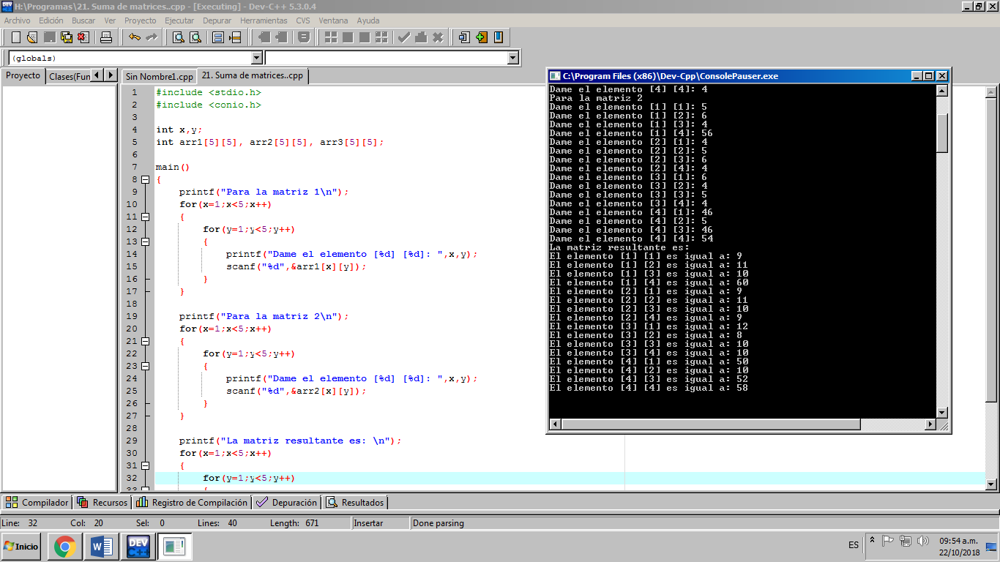 H:\Programas\21. Suma de matrices..cpp - [Executing] - Dev-C++ 5.3.0.4
Archivo Edición Buscar Ver Proyecto Ejecutar Depurar Herramientas CVS Ventana Ayuda
(globals)
Proyecto Clases(Fun
Sin Nombre1.cpp 21. Suma de matrices..cpp
1 #include <stdio.h>
2 #include <conio.h>
3
4 int x,y;
5 int arr1[5][5], arr2[5][5], arr3[5][5];
6
7 main()
8 {
9 printf("Para la matriz 1\n");
10 for(x=1;x<5;x++)
11 {
12 for(y=1;y<5;y++)
13 {
14 printf("Dame el elemento [%d] [%d]: ",x,y);
15 scanf("%d",&arr1[x][y]);
16 }
17 }
18
19 printf("Para la matriz 2\n");
20 for(x=1;x<5;x++)
21 {
22 for(y=1;y<5;y++)
23 {
24 printf("Dame el elemento [%d] [%d]: ",x,y);
25 scanf("%d",&arr2[x][y]);
26 }
27 }
28
29 printf("La matriz resultante es: \n");
30 for(x=1;x<5;x++)
31 {
32 for(y=1;y<5;y++)
33 {
C:\Program Files (x86)\Dev-Cpp\ConsolePauser.exe
Dame el elemento [4] [4]: 4
Para la matriz 2
Dame el elemento [1] [1]: 5
Dame el elemento [1] [2]: 6
Dame el elemento [1] [3]: 4
Dame el elemento [1] [4]: 56
Dame el elemento [2] [1]: 4
Dame el elemento [2] [2]: 5
Dame el elemento [2] [3]: 6
Dame el elemento [2] [4]: 4
Dame el elemento [3] [1]: 6
Dame el elemento [3] [2]: 4
Dame el elemento [3] [3]: 5
Dame el elemento [3] [4]: 4
Dame el elemento [4] [1]: 46
Dame el elemento [4] [2]: 5
Dame el elemento [4] [3]: 46
Dame el elemento [4] [4]: 54
La matriz resultante es:
El elemento [1] [1] es igual a: 9
El elemento [1] [2] es igual a: 11
El elemento [1] [3] es igual a: 10
El elemento [1] [4] es igual a: 60
El elemento [2] [1] es igual a: 9
El elemento [2] [2] es igual a: 11
El elemento [2] [3] es igual a: 10
El elemento [2] [4] es igual a: 9
El elemento [3] [1] es igual a: 12
El elemento [3] [2] es igual a: 8
El elemento [3] [3] es igual a: 10
El elemento [3] [4] es igual a: 10
El elemento [4] [1] es igual a: 50
El elemento [4] [2] es igual a: 10
El elemento [4] [3] es igual a: 52
El elemento [4] [4] es igual a: 58
Compilador Recursos Registro de Compilación Depuración Resultados
Line: 32 Col: 20 Sel: 0 Lines: 40 Length: 671 Insertar Done parsing
Inicio DEV C++ ES 09:54 a.m.
22/10/2018